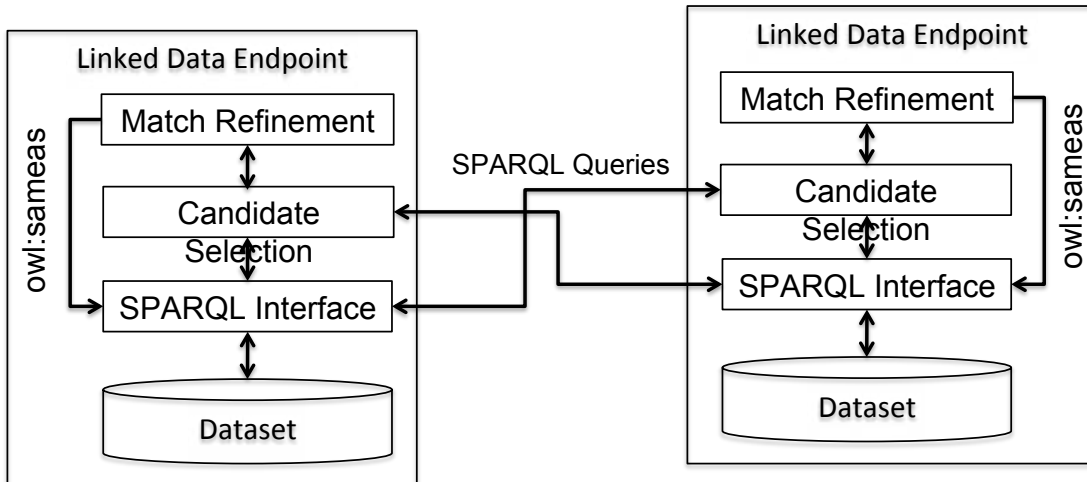 Linked Data Endpoint
Match Refinement
Candidate
Selection
SPARQL Interface
Dataset
owl:sameas
SPARQL Queries
Linked Data Endpoint
Match Refinement
Candidate
Selection
SPARQL Interface
Dataset
owl:sameas